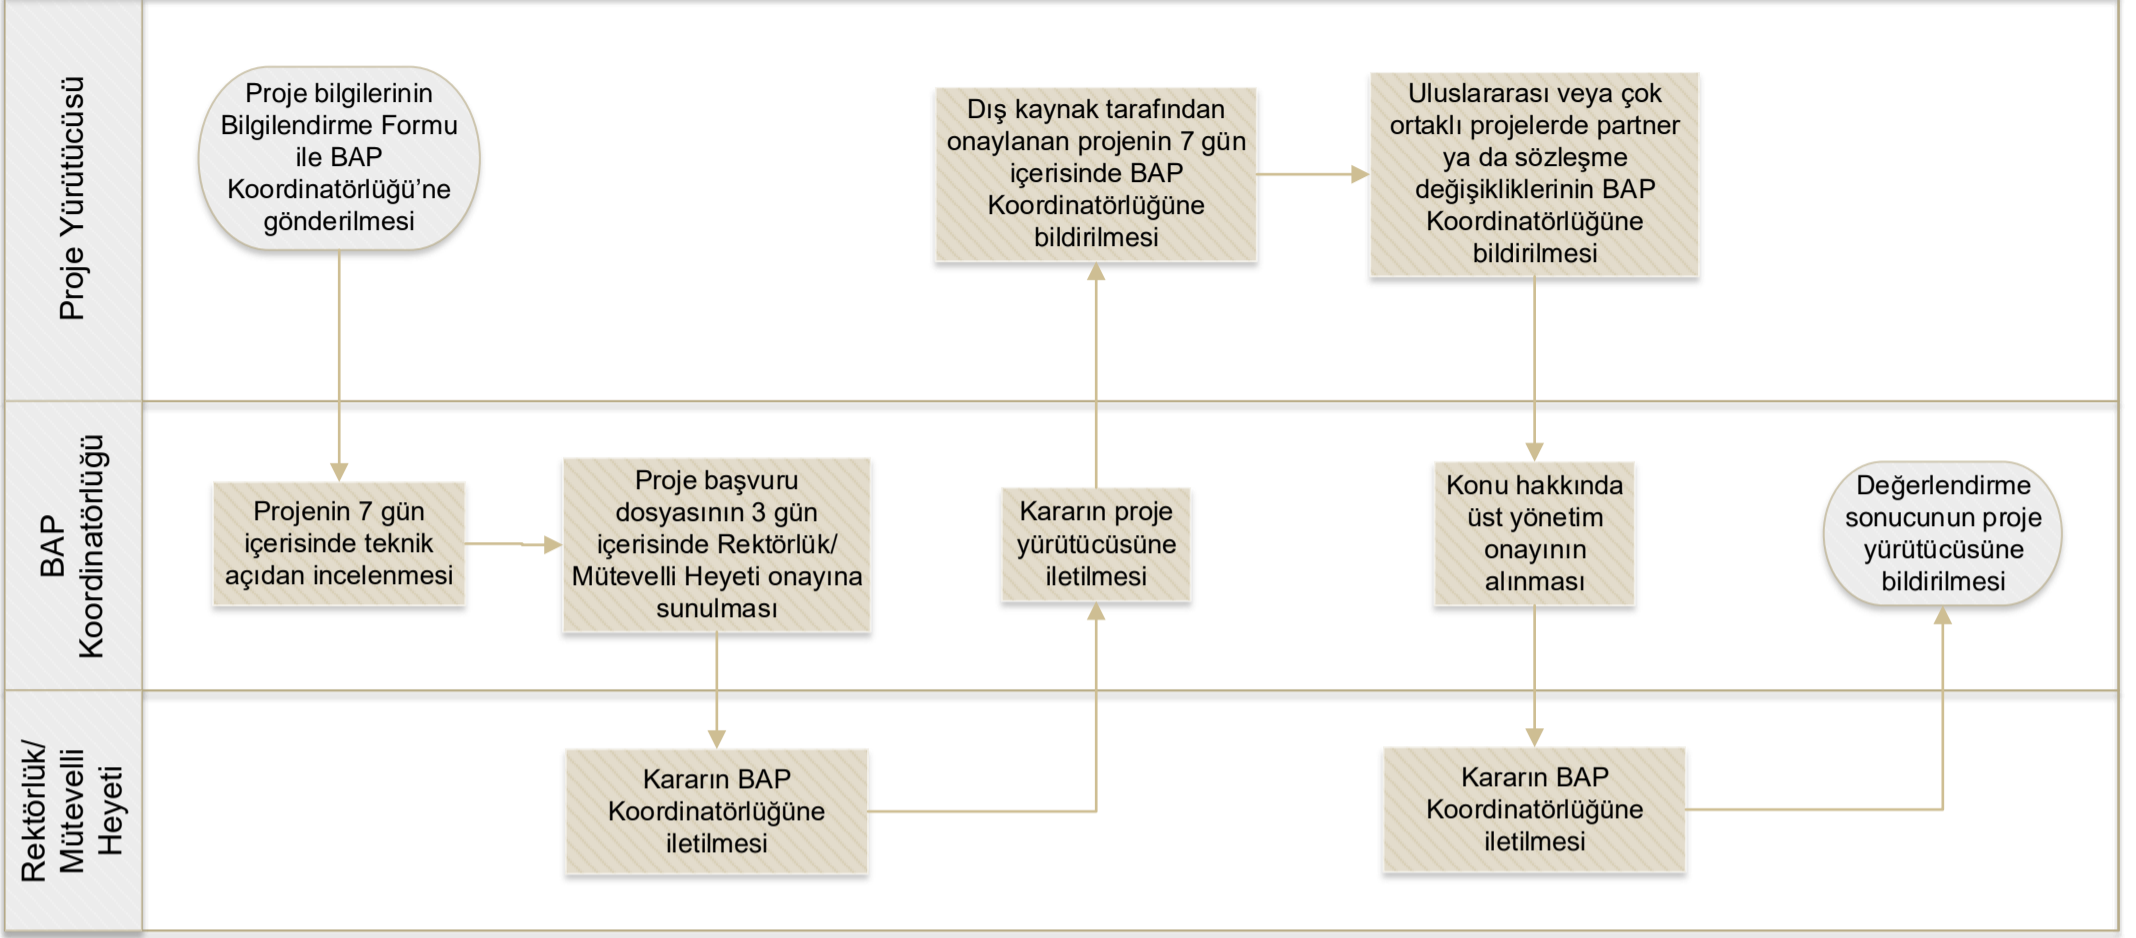 Proje Yürütücüsü
Proje bilgilerinin
Bilgilendirme Formu
ile BAP
Koordinatörlüğü’ne
gönderilmesi
Dış kaynak tarafından
onaylanan projenin 7 gün
içerisinde BAP
Koordinatörlüğüne
bildirilmesi
Uluslararası veya çok
ortaklı projelerde partner
ya da sözleşme
değişikliklerinin BAP
Koordinatörlüğüne
bildirilmesi
BAP
Koordinatörlüğü
Projenin 7 gün
içerisinde teknik
açıdan incelenmesi
Proje başvuru
dosyasının 3 gün
içerisinde Rektörlük/
Mütevelli Heyeti onayına
sunulması
Kararın proje
yürütücüsüne
iletilmesi
Konu hakkında
üst yönetim
onayının
alınması
Değerlendirme
sonucunun proje
yürütücüsüne
bildirilmesi
Rektörlük/
Mütevelli
Heyeti
Kararın BAP
Koordinatörlüğüne
iletilmesi
Kararın BAP
Koordinatörlüğüne
iletilmesi